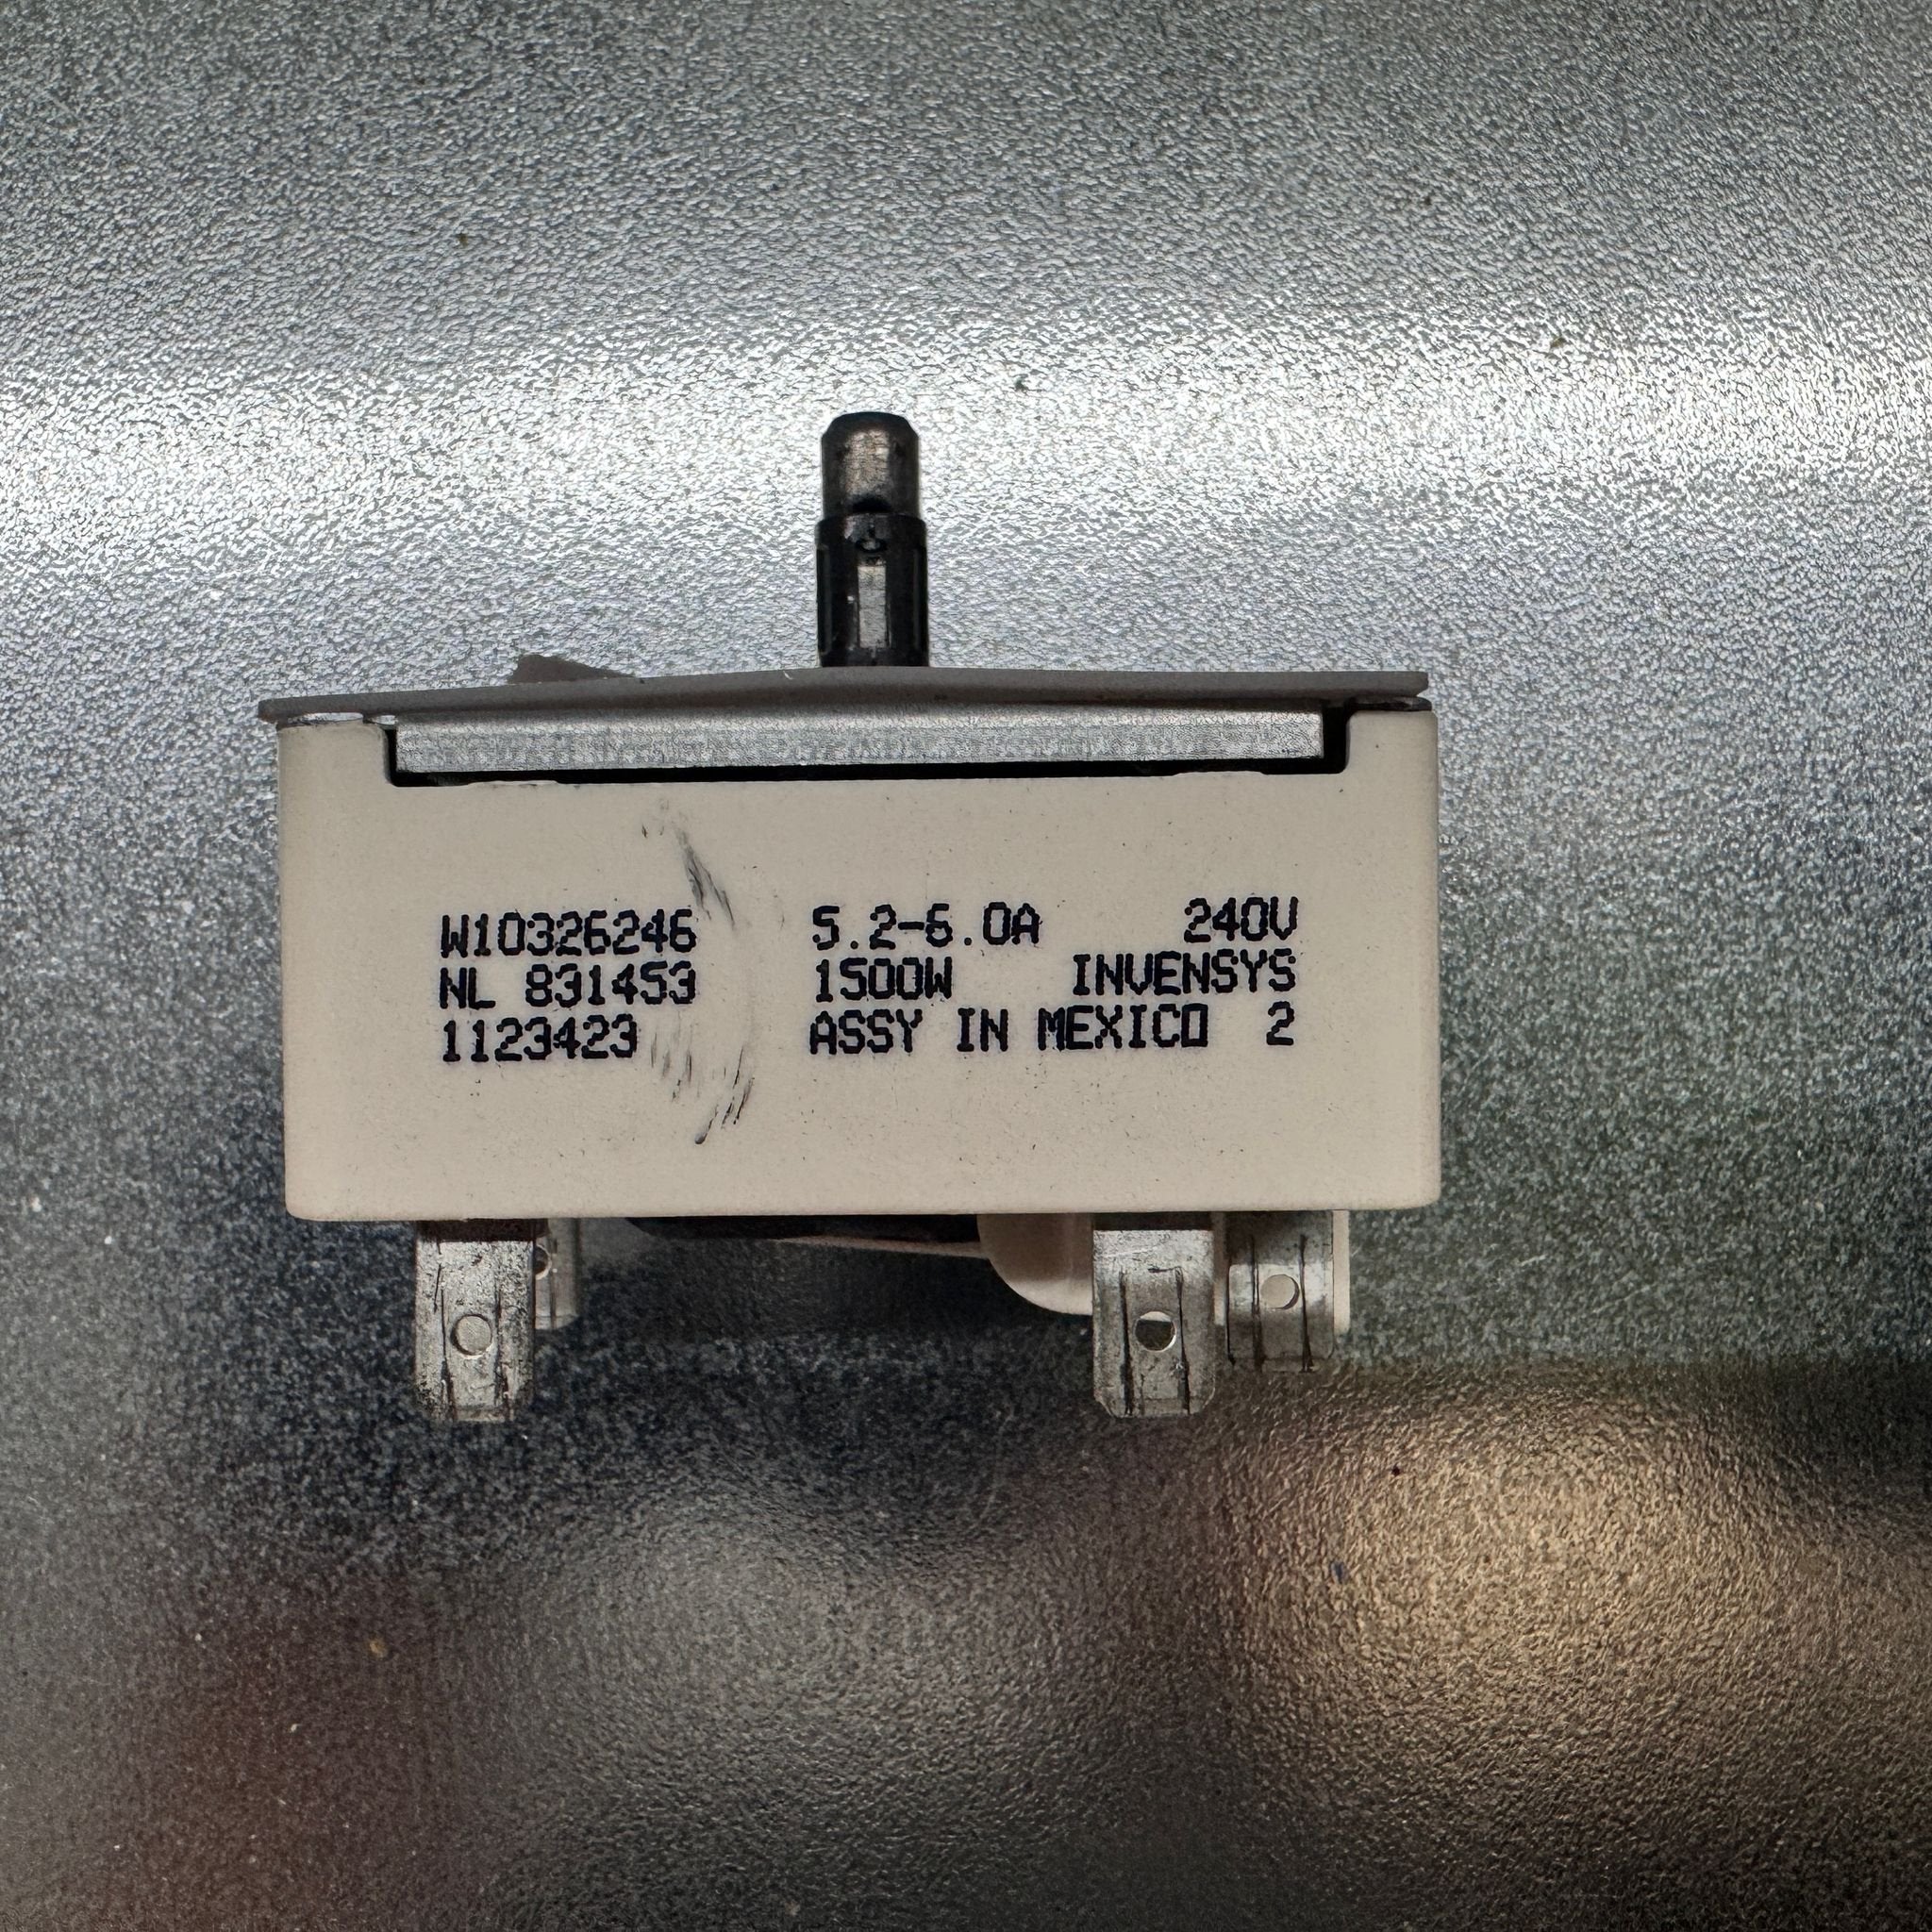 W10326246
NL 831453
1123423
5.2-6.0A 240V
1500W INVENSYS
ASSY IN MEXICO 2